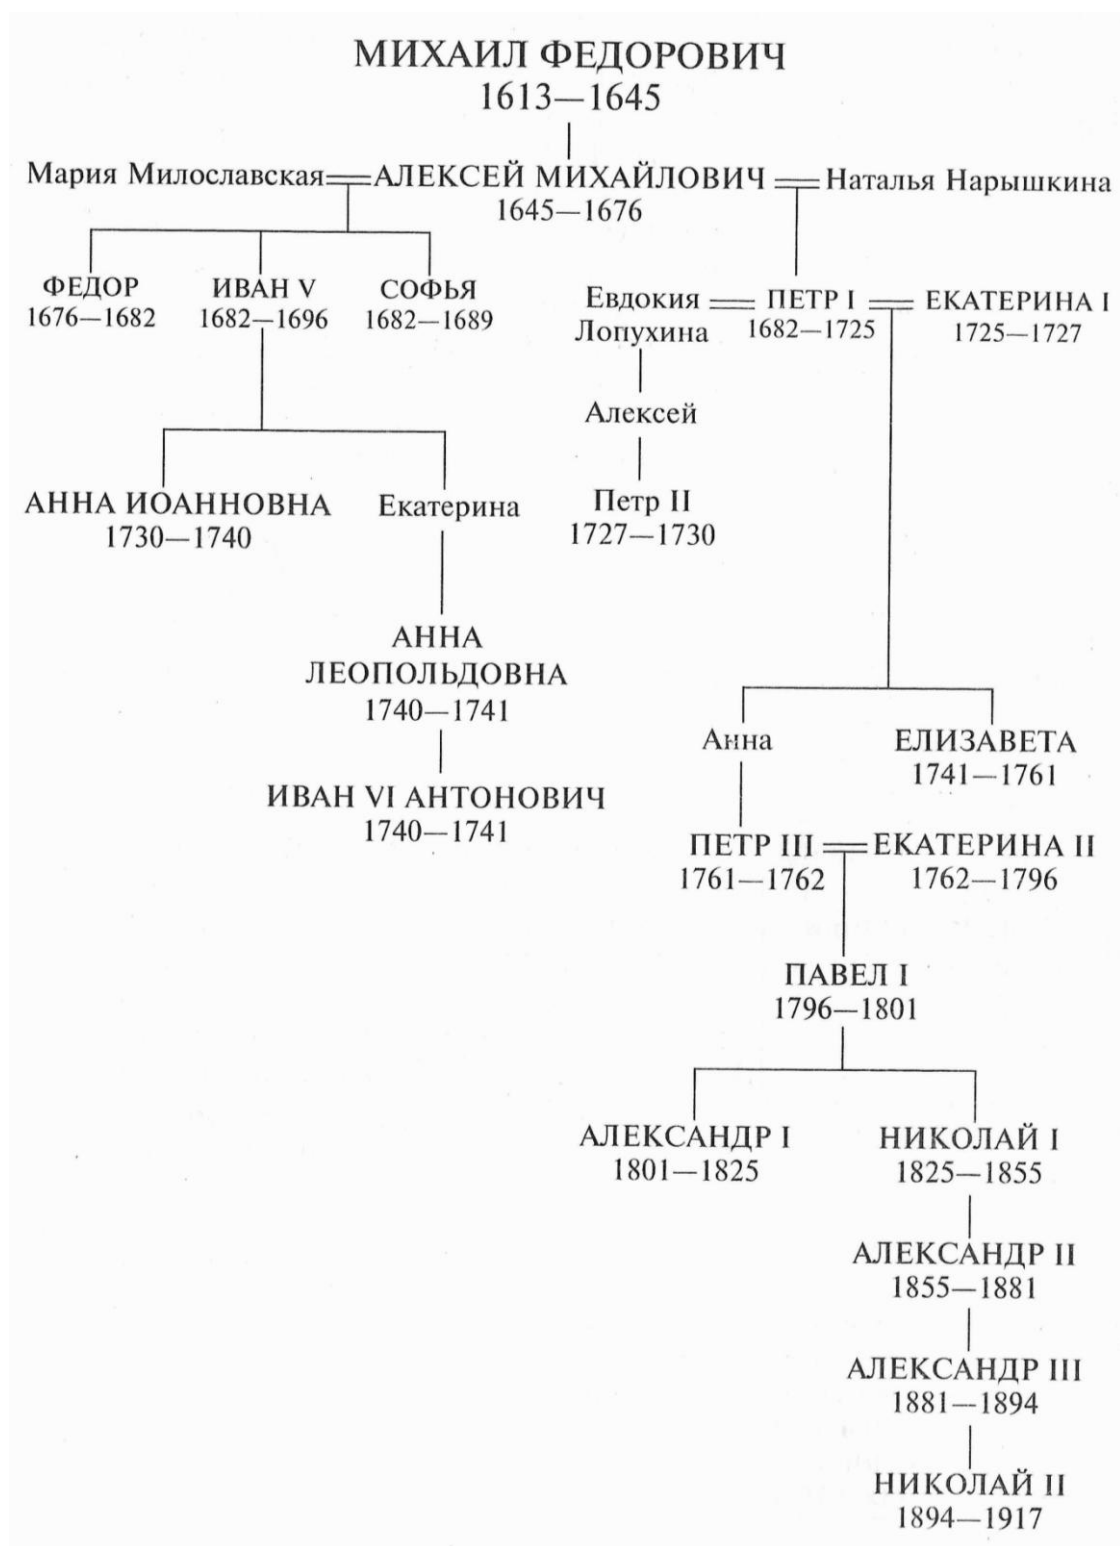 МИХАИЛ ФЕДОРОВИЧ
1613—1645
Мария Милославская АЛЕКСЕЙ МИХАЙЛОВИЧ Наталья Нарышкина
1645—1676
ФЕДОР ИВАН V СОФЬЯ
1676—1682 1682—1696 1682—1689
Евдокия ПЕТР I ЕКАТЕРИНА I
Лопухина 1682—1725 1725—1727
Алексей
АННА ИОАННОВНА Екатерина Петр II
1730—1740 1727—1730
АННА
ЛЕОПОЛЬДОВНА
1740—1741
Анна ЕЛИЗАВЕТА
1741—1761
ИВАН VI АНТОНОВИЧ
1740—1741
ПЕТР III ЕКАТЕРИНА II
1761—1762 1762—1796
ПАВЕЛ I
1796—1801
АЛЕКСАНДР I НИКОЛАЙ I
1801—1825 1825—1855
АЛЕКСАНДР II
1855—1881
АЛЕКСАНДР III
1881—1894
НИКОЛАЙ II
1894—1917